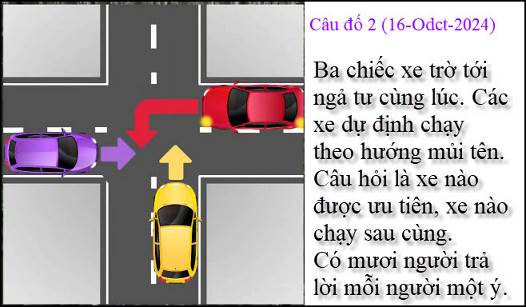 Câu đố 2 (16-Odct-2024)
Ba chiếc xe trờ tới
ngả tư cùng lúc. Các
xe dự định chạy
theo hướng mũi tên.
Câu hỏi là xe nào
được ưu tiên, xe nào
chạy sau cùng.
Có mươi người trả
lời mỗi người một ý.